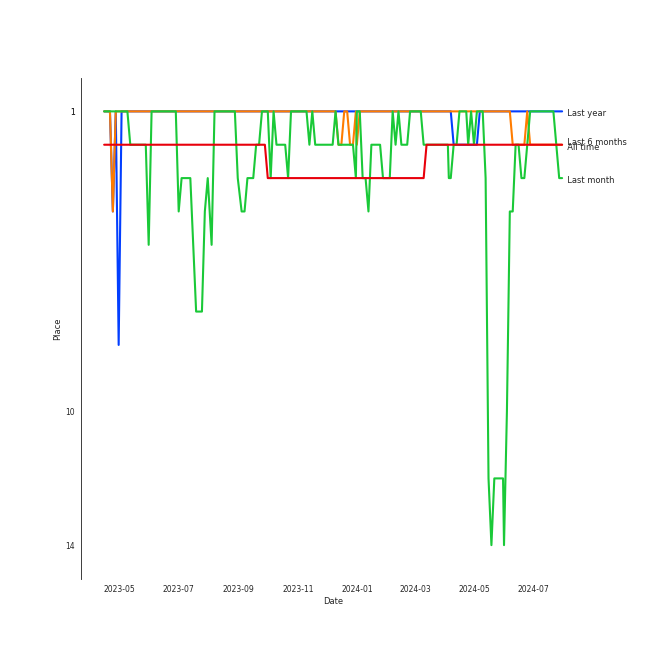 1
Last year
Last 6 months
All time
Last month
Place
10
14
2023-05 2023-07 2023-09 2023-11 2024-01 2024-03 2024-05 2024-07
Date